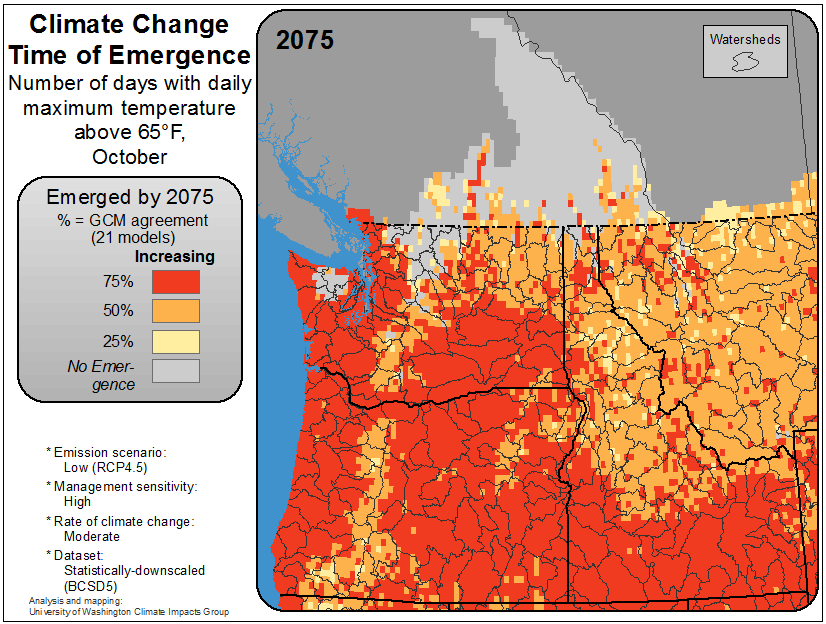 Climate Change
Time of Emergence
Number of days with daily
maximum temperature
above 65°F,
October
Emerged by 2075
% = GCM agreement
(21 models)
Increasing
75%
50%
25%
No Emer-
gence
* Emission scenario:
Low (RCP4.5)
* Management sensitivity:
High
* Rate of climate change:
Moderate
* Dataset:
Statistically-downscaled
(BCSD5)
Analysis and mapping:
University of Washington Climate Impacts Group
2075
Watersheds